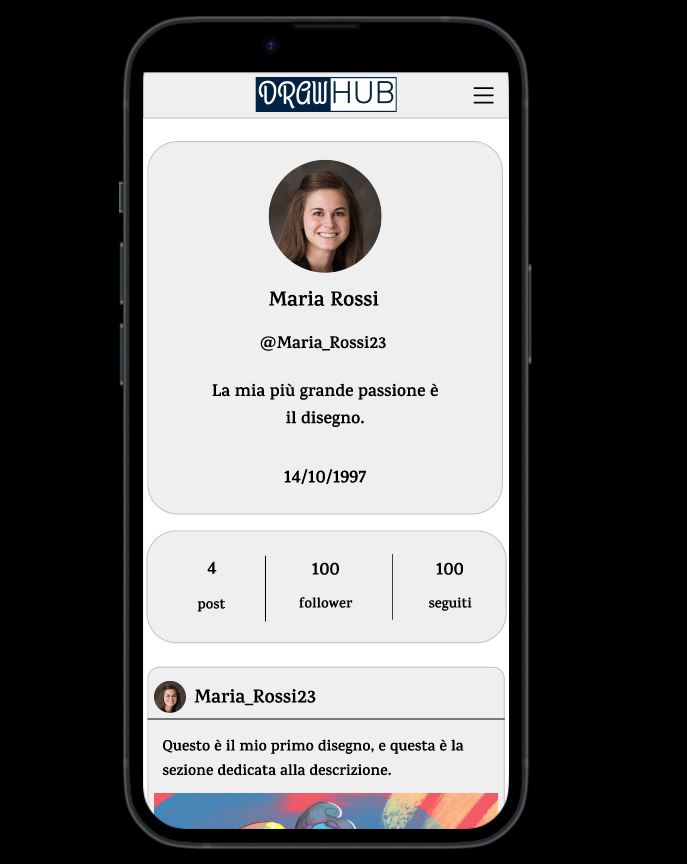 DRAWHUB
Maria Rossi
@Maria_Rossi23
La mia più grande passione è
il disegno.
14/10/1997
4
100
100
post
follower
seguiti
Maria_Rossi23
Questo è il mio primo disegno, e questa è la
sezione dedicata alla descrizione.